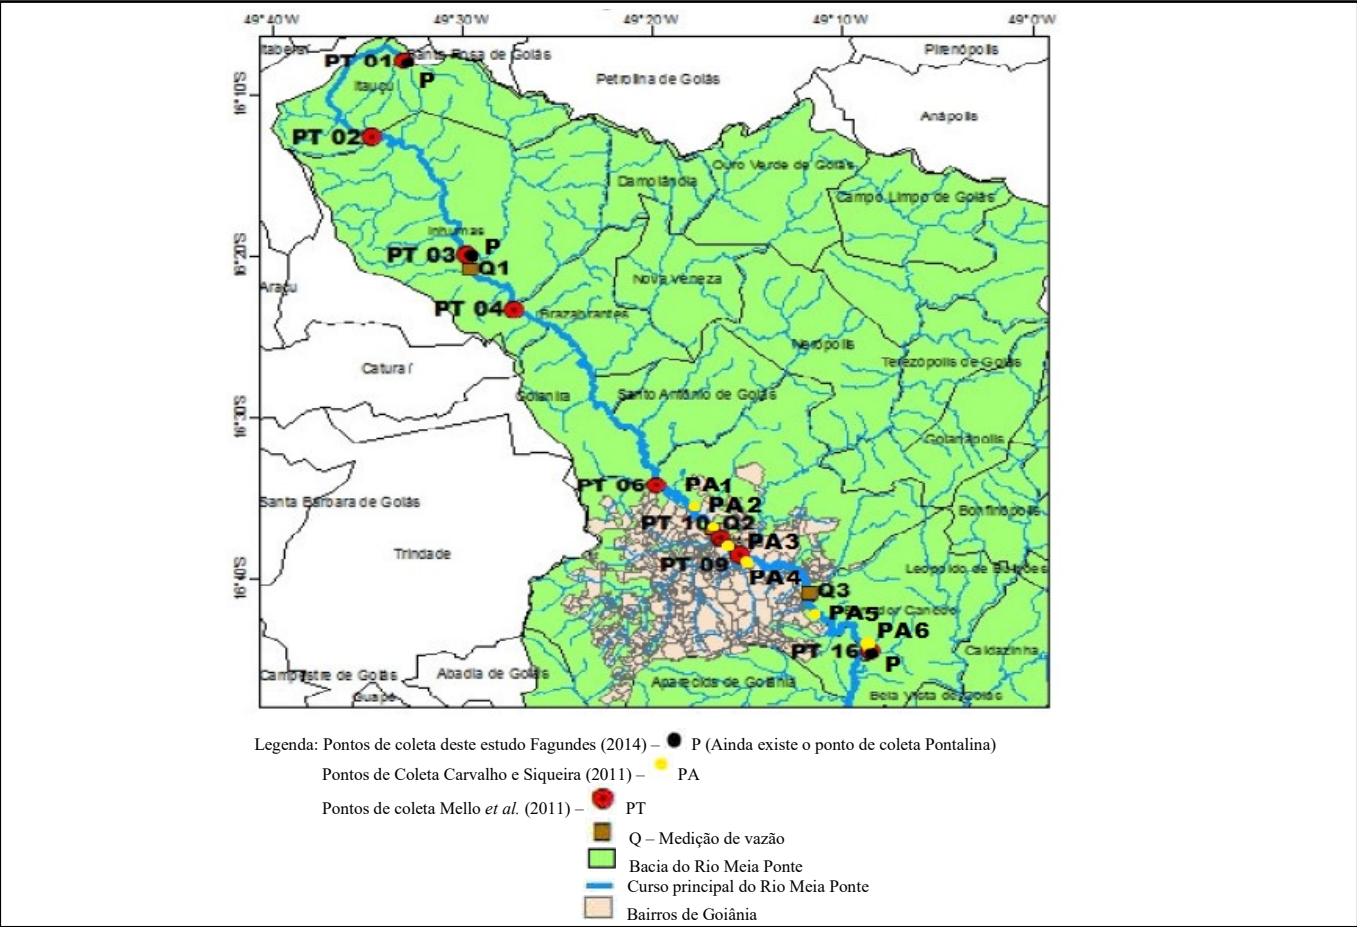 49°40'W 49°30'W 49°20'W 49°10'W 49°0'W
Itaberaí Santa Rosa de Goiás Pirenópolis
PT 01
P
Itauçu
Petrolina de Goiás
16°10'S
Anápolis
PT 02
Ouro Verde de Goiás
Damolândia
Campo Limpo de Goiás
Inhumas
PT 03 P
16°20'S
Q1
Nova Veneza
Araçu
PT 04 Brazabrantes
Nerópolis
Terezópolis de Goiás
Caturaí
Goianira Santo Antônio de Goiás
16°30'S
Goianápolis
PT 06 PA1
Santa Bárbara de Goiás
PA2
Bonfinópolis
PT 10 Q2
PA3
Trindade
PT 09
Leopoldo de Bulhões
PA4
16°40'S
Q3
PA5
PA6
PT 16 Caldazinha
P
Campestre de Goiás Abadia de Goiás
Aparecida de Goiânia
Guapó Bela Vista de Goiás
Legenda: Pontos de coleta deste estudo Fagundes (2014) – P (Ainda existe o ponto de coleta Pontalina)
Pontos de Coleta Carvalho e Siqueira (2011) – PA
Pontos de coleta Mello et al. (2011) – PT
Q – Medição de vazão
Bacia do Rio Meia Ponte
Curso principal do Rio Meia Ponte
Bairros de Goiânia